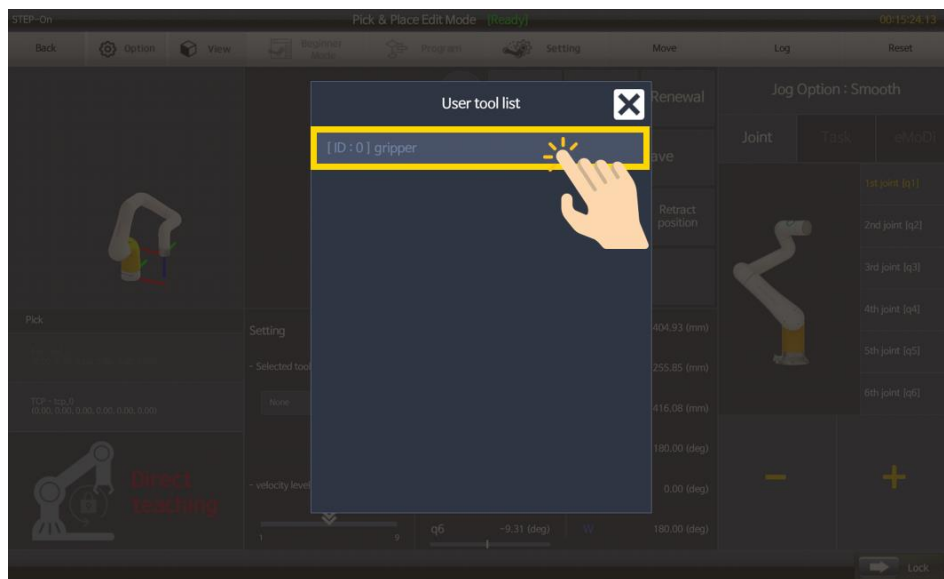 STEP-On
Pick & Place Edit Mode [Ready]
00:15:24.13
Back
Option
View
Beginner
Mode
Program
Setting
Move
Log
Reset
User tool list
Renewal
Jog Option : Smooth
[ ID : 0 ] gripper
ave
Joint
Task
eMoDi
Retract
position
1st joint [q1]
2nd joint [q2]
3rd joint [q3]
4th joint [q4]
5th joint [q5]
6th joint [q6]
Pick
Setting
404.93 (mm)
- Selected tool
255.85 (mm)
TCP - tcp_0
(0.00, 0.00, 0.00, 0.00, 0.00, 0.00)
None
416.08 (mm)
Direct
teaching
180.00 (deg)
- velocity level
0.00 (deg)
1
9
q6
-9.31 (deg)
W
180.00 (deg)
Lock